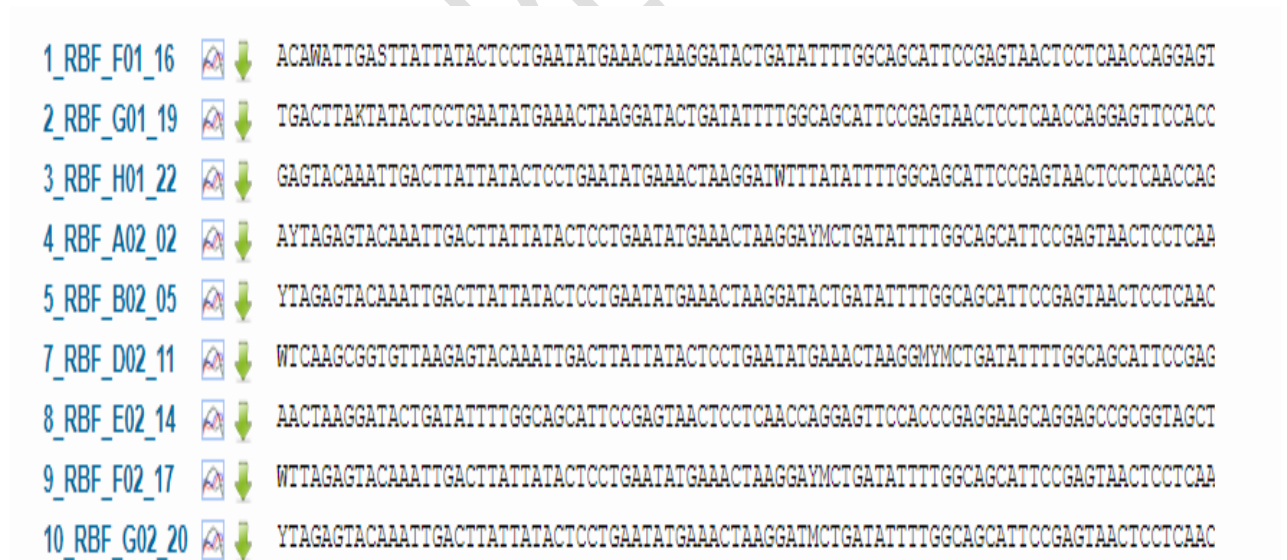 1_RBF_F01_16 ACAWATTGASTTATTATACTCCTGAATATGAAACTAAGGATACTGATATTTTGGCAGCATTCCGAGTAACTCCTCAACCAGGAGT
2_RBF_G01_19 TGACTTAKTATACTCCTGAATATGAAACTAAGGATACTGATATTTTGGCAGCATTCCGAGTAACTCCTCAACCAGGAGTTCCACC
3_RBF_H01_22 GAGTACAAATTGACTTATTATACTCCTGAATATGAAACTAAGGATWTTTATATTTTGGCAGCATTCCGAGTAACTCCTCAACCAG
4_RBF_A02_02 AYTAGAGTACAAATTGACTTATTATACTCCTGAATATGAAACTAAGGAYMCTGATATTTTGGCAGCATTCCGAGTAACTCCTCAA
5_RBF_B02_05 YTAGAGTACAAATTGACTTATTATACTCCTGAATATGAAACTAAGGATACTGATATTTTGGCAGCATTCCGAGTAACTCCTCAAC
7_RBF_D02_11 WTCAAGCGGTGTTAAGAGTACAAATTGACTTATTATACTCCTGAATATGAAACTAAGGMYMCTGATATTTTGGCAGCATTCCGAG
8_RBF_E02_14 AACTAAGGATACTGATATTTTGGCAGCATTCCGAGTAACTCCTCAACCAGGAGTTCCACCCGAGGAAGCAGGAGCCGCGGTAGCT
9_RBF_F02_17 WTTAGAGTACAAATTGACTTATTATACTCCTGAATATGAAACTAAGGAYMCTGATATTTTGGCAGCATTCCGAGTAACTCCTCAA
10_RBF_G02_20 YTAGAGTACAAATTGACTTATTATACTCCTGAATATGAAACTAAGGATMCTGATATTTTGGCAGCATTCCGAGTAACTCCTCAAC